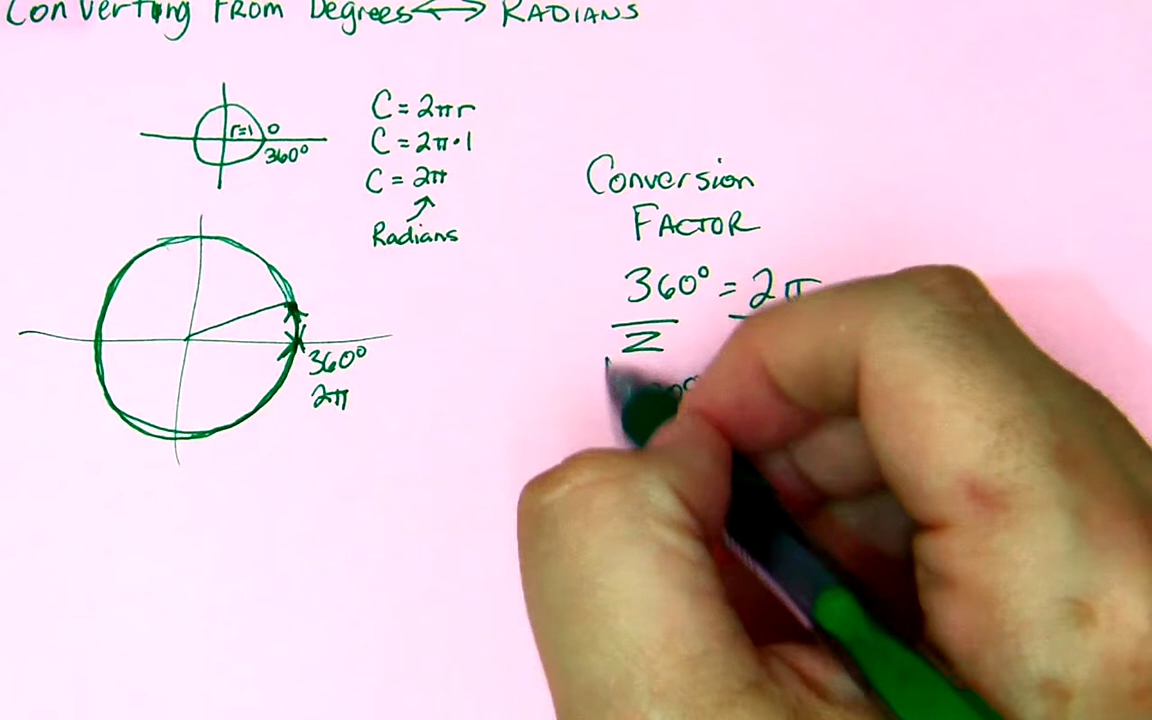 Converting From Degrees ↔ RADIANS
r=1 0
360°
C = 2πr
C = 2π·1
C = 2π
Radians
360°
2π
Conversion
FACTOR
360° = 2π
2